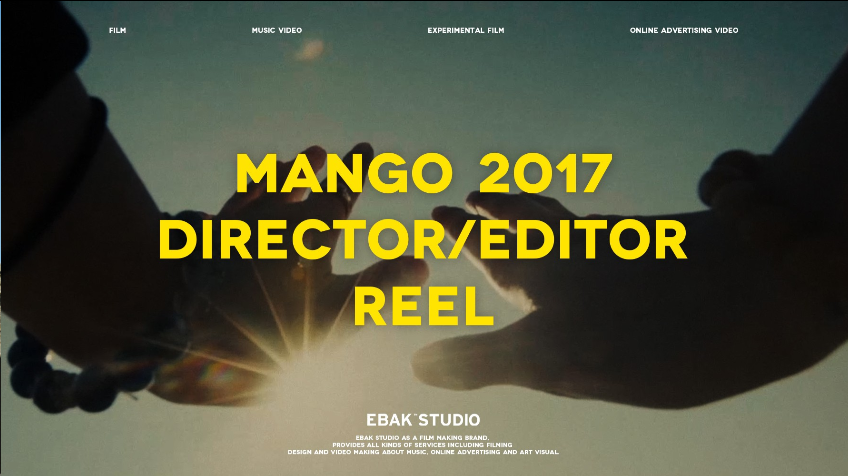 FILM MUSIC VIDEO EXPERIMENTAL FILM ONLINE ADVERTISING VIDEO
MANGO 2017
DIRECTOR/EDITOR
REEL
EBAK STUDIO
EBAK STUDIO AS A FILM MAKING BRAND,
PROVIDES ALL KINDS OF SERVICES INCLUDING FILMING
DESIGN AND VIDEO MAKING ABOUT MUSIC, ONLINE ADVERTISING AND ART VISUAL